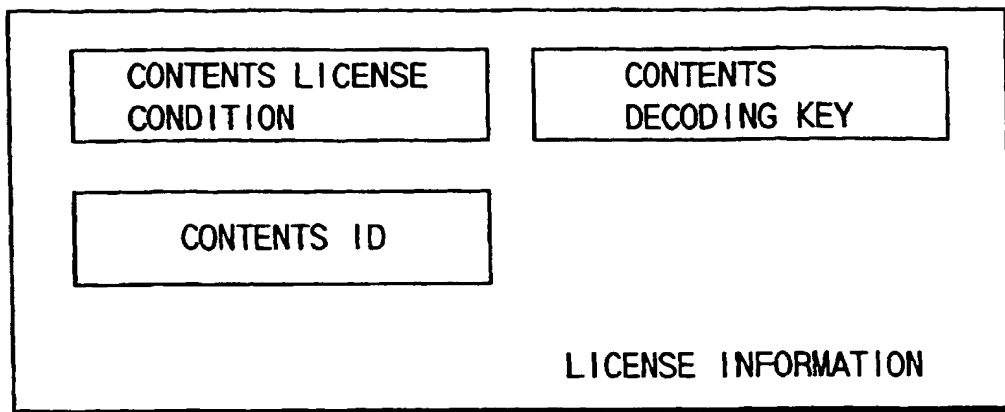 CONTENTS LICENSE
CONDITION
CONTENTS
DECODING KEY
CONTENTS ID
LICENSE INFORMATION